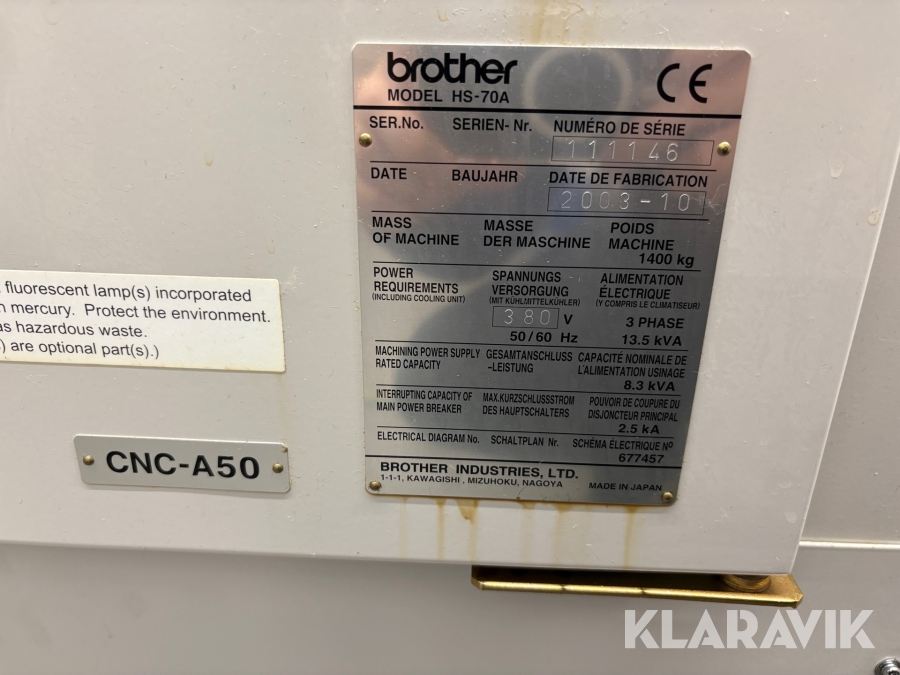 brother
CE
MODEL HS-70A
SER.No. SERIEN- Nr. NUMÉRO DE SÉRIE
111146
DATE BAUJAHR DATE DE FABRICATION
2003-10
MASS OF MACHINE MASSE DER MASCHINE POIDS MACHINE
1400 kg
POWER REQUIREMENTS (INCLUDING COOLING UNIT)
SPANNUNGS VERSORGUNG (MIT KÜHLMITTELKÜHLER)
ALIMENTATION ÉLECTRIQUE (Y COMPRIS LE CLIMATISEUR)
380 V 3 PHASE
50/60 Hz 13.5 kVA
MACHINING POWER SUPPLY RATED CAPACITY
GESAMTANSCHLUSS -LEISTUNG
CAPACITÉ NOMINALE DE L'ALIMENTATION USINAGE
8.3 kVA
INTERRUPTING CAPACITY OF MAIN POWER BREAKER
MAX.KURZSCHLUSSSTROM DES HAUPTSCHALTERS
POUVOIR DE COUPURE DU DISJONCTEUR PRINCIPAL
2.5 kA
ELECTRICAL DIAGRAM No. SCHALTPLAN Nr. SCHÉMA ÉLECTRIQUE Nº
677457
BROTHER INDUSTRIES, LTD.
1-1-1, KAWAGISHI, MIZUHOKU, NAGOYA MADE IN JAPAN
fluorescent lamp(s) incorporated
mercury. Protect the environment.
as hazardous waste.
) are optional part(s).)
CNC-A50
KLARAVIK